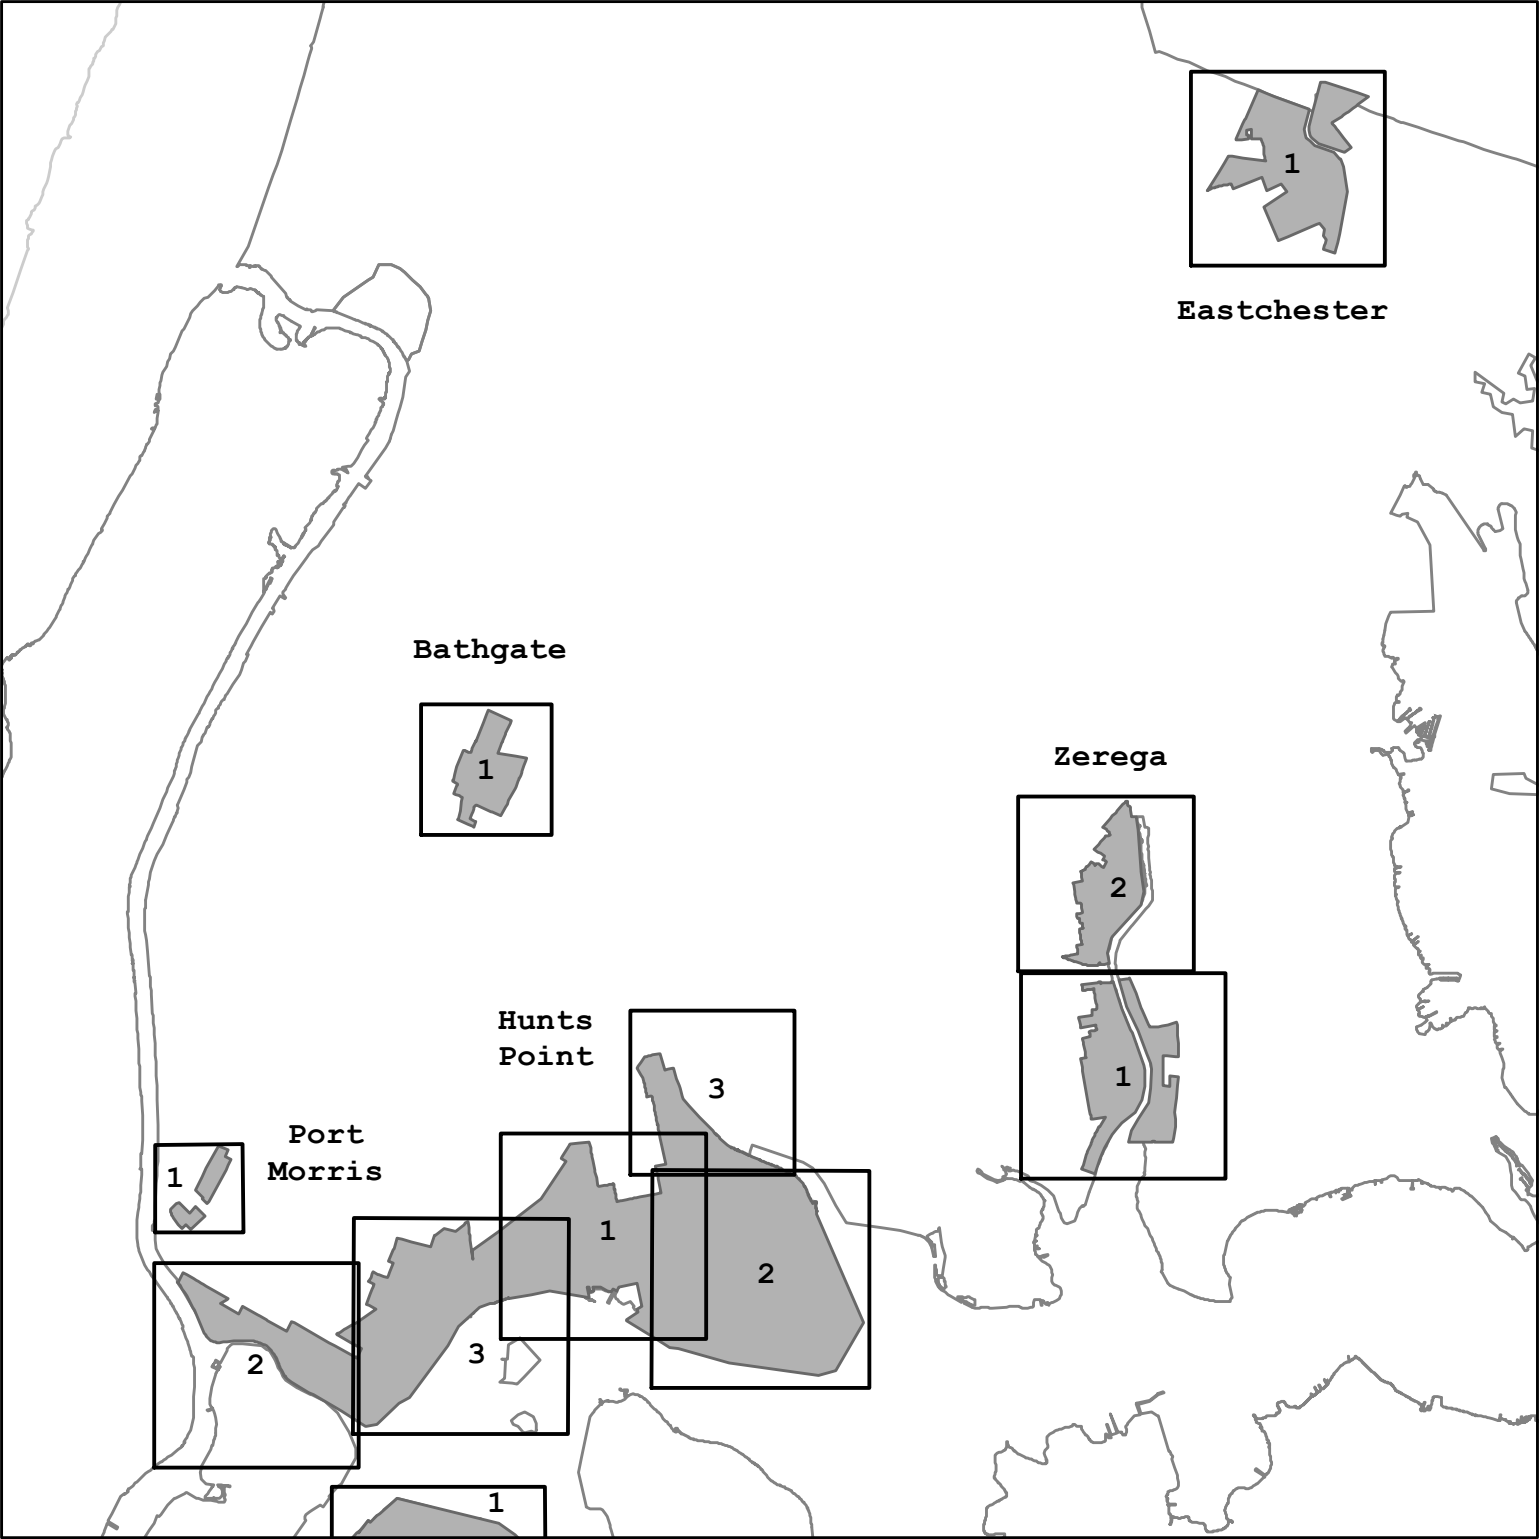 1
Eastchester
Bathgate
1
Zerega
2
Hunts
Point
3
1
Port
Morris
1
1
2
3
2
1